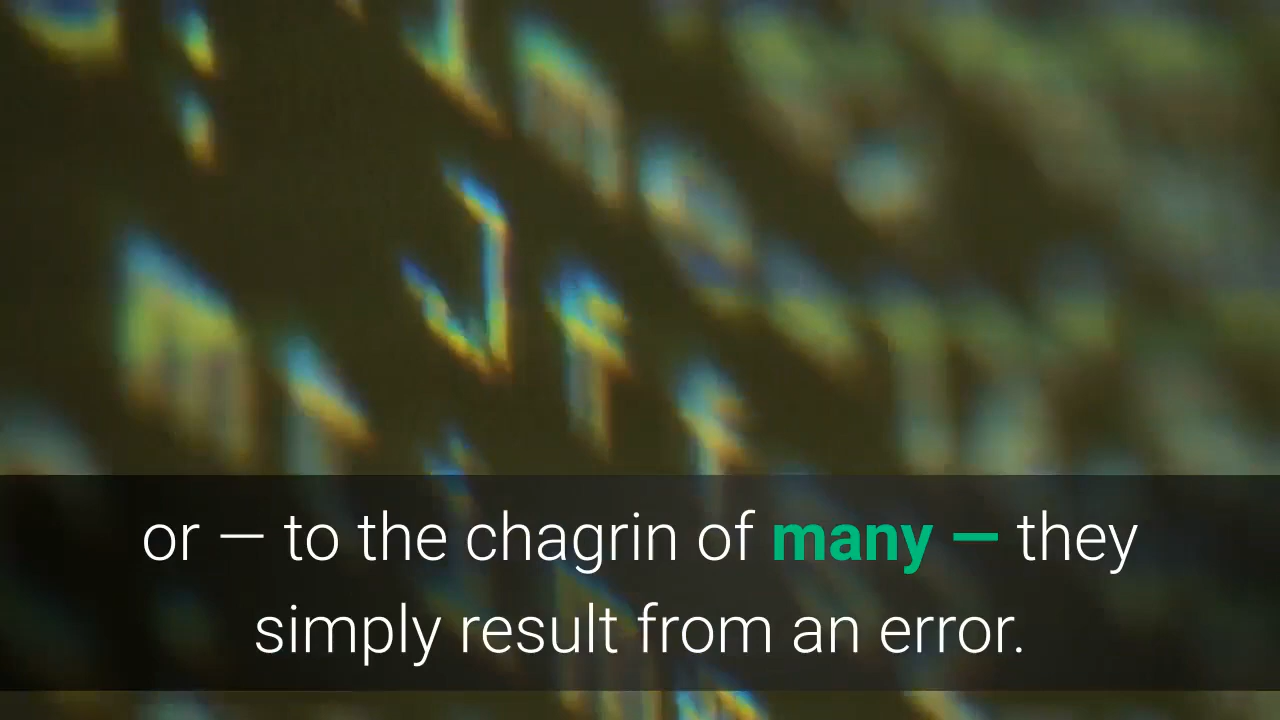 or — to the chagrin of many — they
simply result from an error.